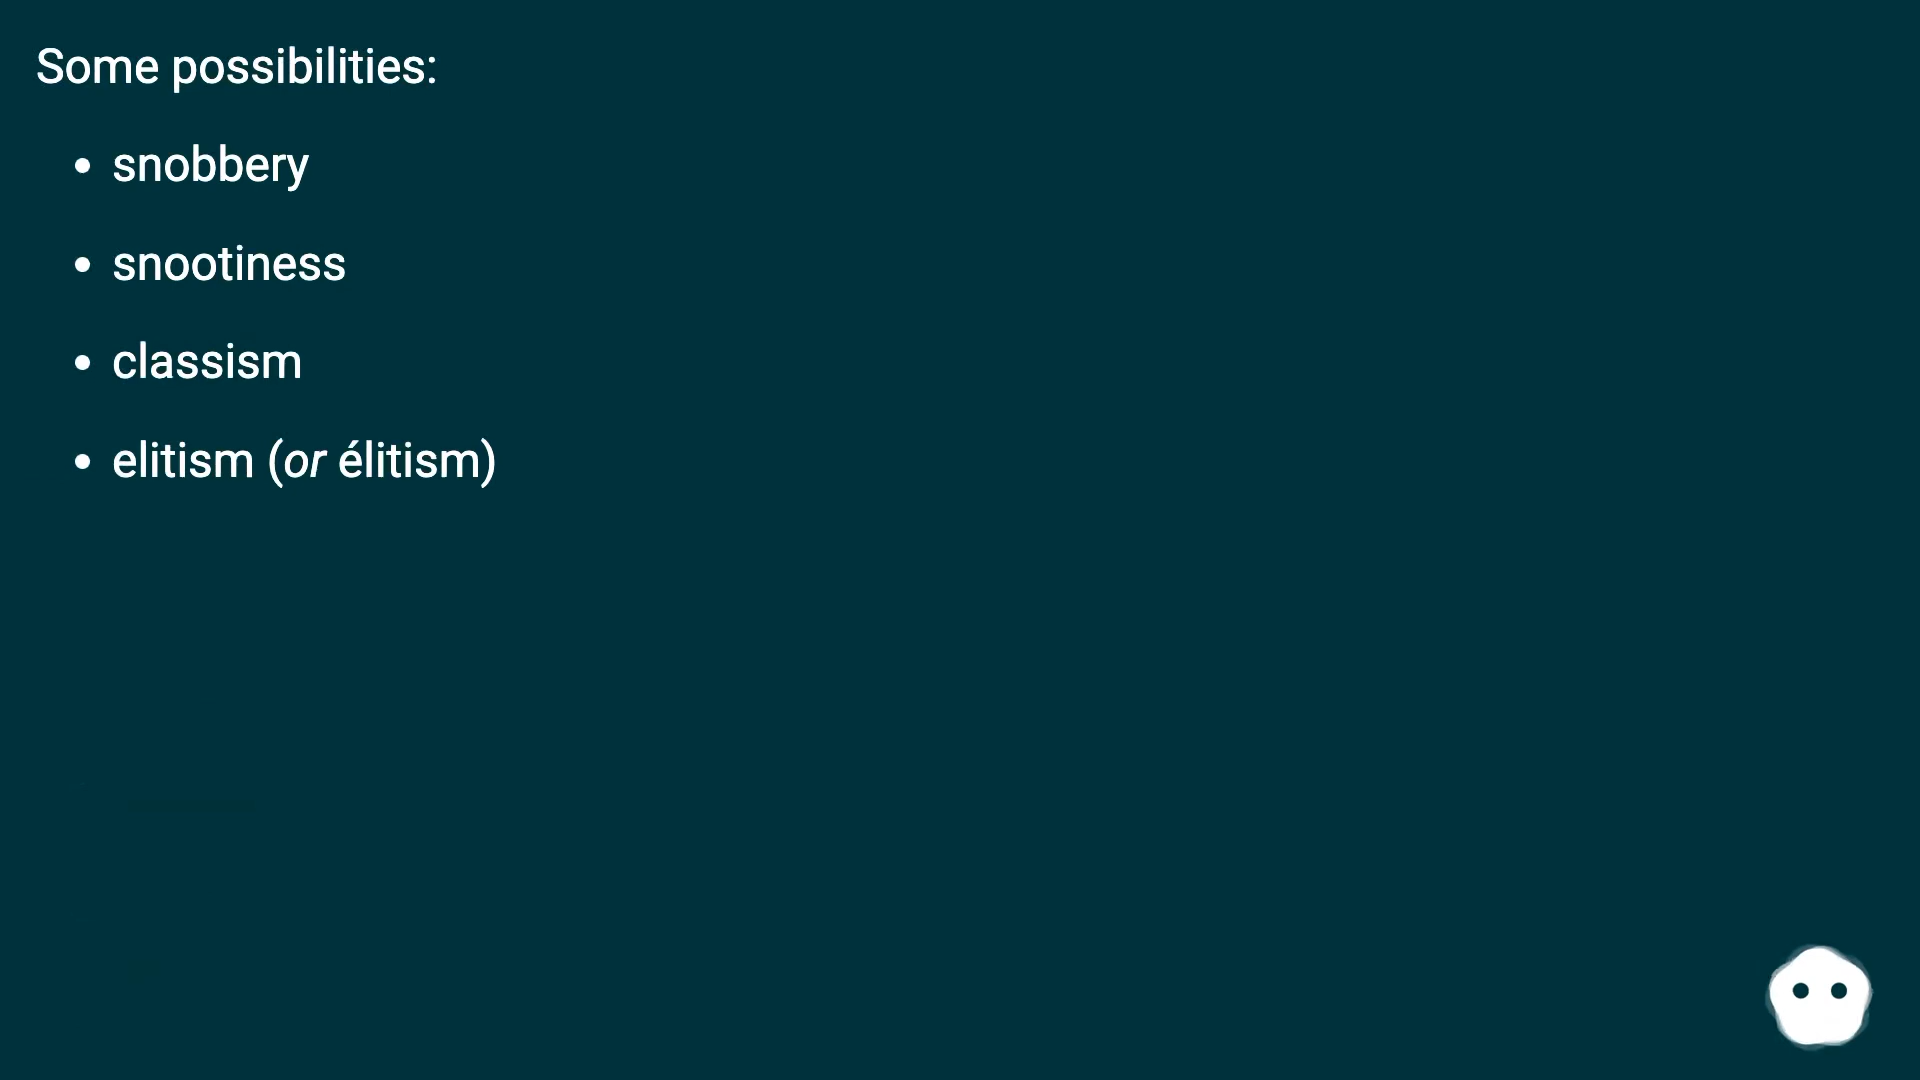 Some possibilities:
• snobbery
• snootiness
• classism
• elitism (or élitism)